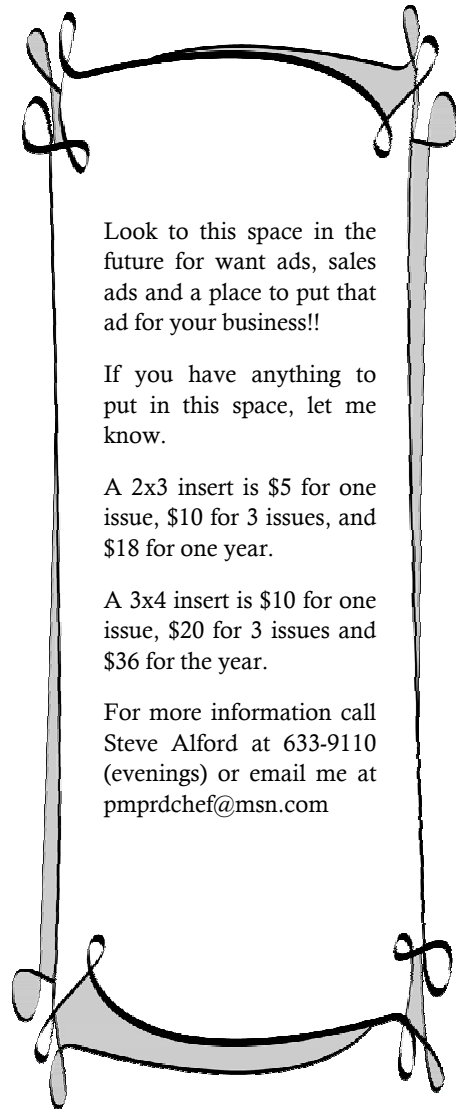 Look to this space in the
future for want ads, sales
ads and a place to put that
ad for your business!!
If you have anything to
put in this space, let me
know.
A 2x3 insert is $5 for one
issue, $10 for 3 issues, and
$18 for one year.
A 3x4 insert is $10 for one
issue, $20 for 3 issues and
$36 for the year.
For more information call
Steve Alford at 633-9110
(evenings) or email me at
pmprdchef@msn.com